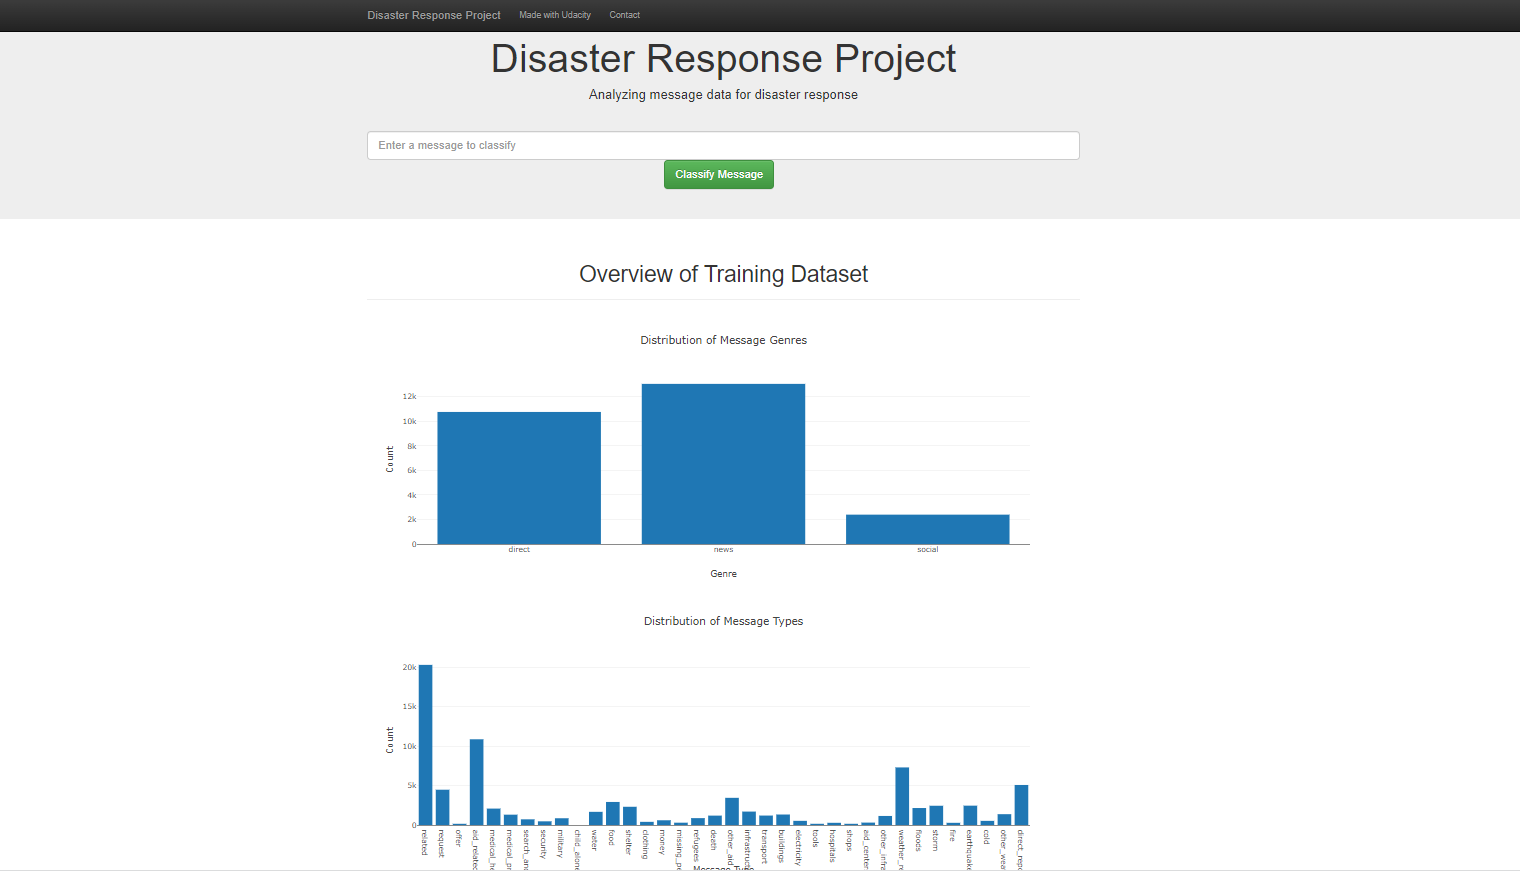 Disaster Response Project Made with Udacity Contact
Disaster Response Project
Analyzing message data for disaster response
Enter a message to classify
Classify Message
Overview of Training Dataset
Distribution of Message Genres
Count
12k
10k
8k
6k
4k
2k
0
direct news social
Genre
Distribution of Message Types
Count
20k
15k
10k
5k
0
related
request
offer
aid_related
medical_he
medical_pr
search_and
security
military
child_alone
water
food
shelter
clothing
money
missing_pe
refugees
death
other_aid
infrastructu
transport
buildings
electricity
tools
hospitals
shops
aid_center
other_infra
weather_re
floods
storm
fire
earthquake
cold
other_wea
direct_repo
Message Type